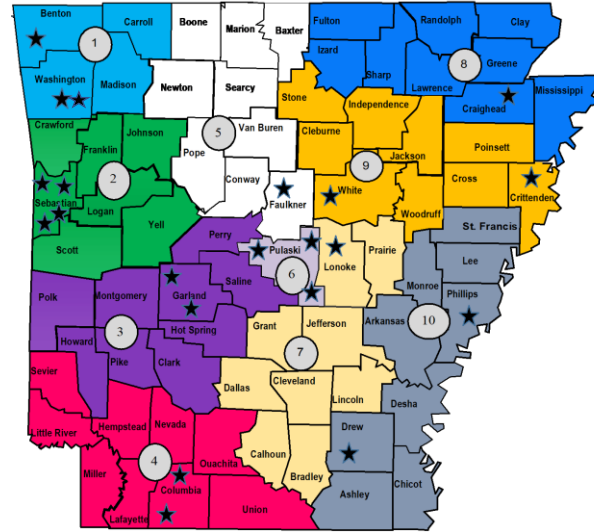 Benton
Carroll
Boone
Marion
Baxter
Fulton
Randolph
Clay
1
Izard
Sharp
Lawrence
8
Greene
Washington
Madison
Newton
Searcy
Stone
Independence
Craighead
Mississippi
Crawford
Franklin
Johnson
5
Van Buren
Cleburne
Jackson
Poinsett
Pope
9
2
Conway
Faulkner
White
Cross
Crittenden
Sebastian
Logan
Yell
Woodruff
Scott
Perry
Pulaski
Lonoke
Prairie
St. Francis
Lee
Polk
Montgomery
Garland
Saline
6
Monroe
Phillips
Hot Spring
Grant
Jefferson
Arkansas
10
3
Howard
Pike
Clark
7
Sevier
Dallas
Cleveland
Lincoln
Desha
Little River
Hempstead
Nevada
Ouachita
Calhoun
Drew
4
Miller
Columbia
Bradley
Ashley
Chicot
Lafayette
Union